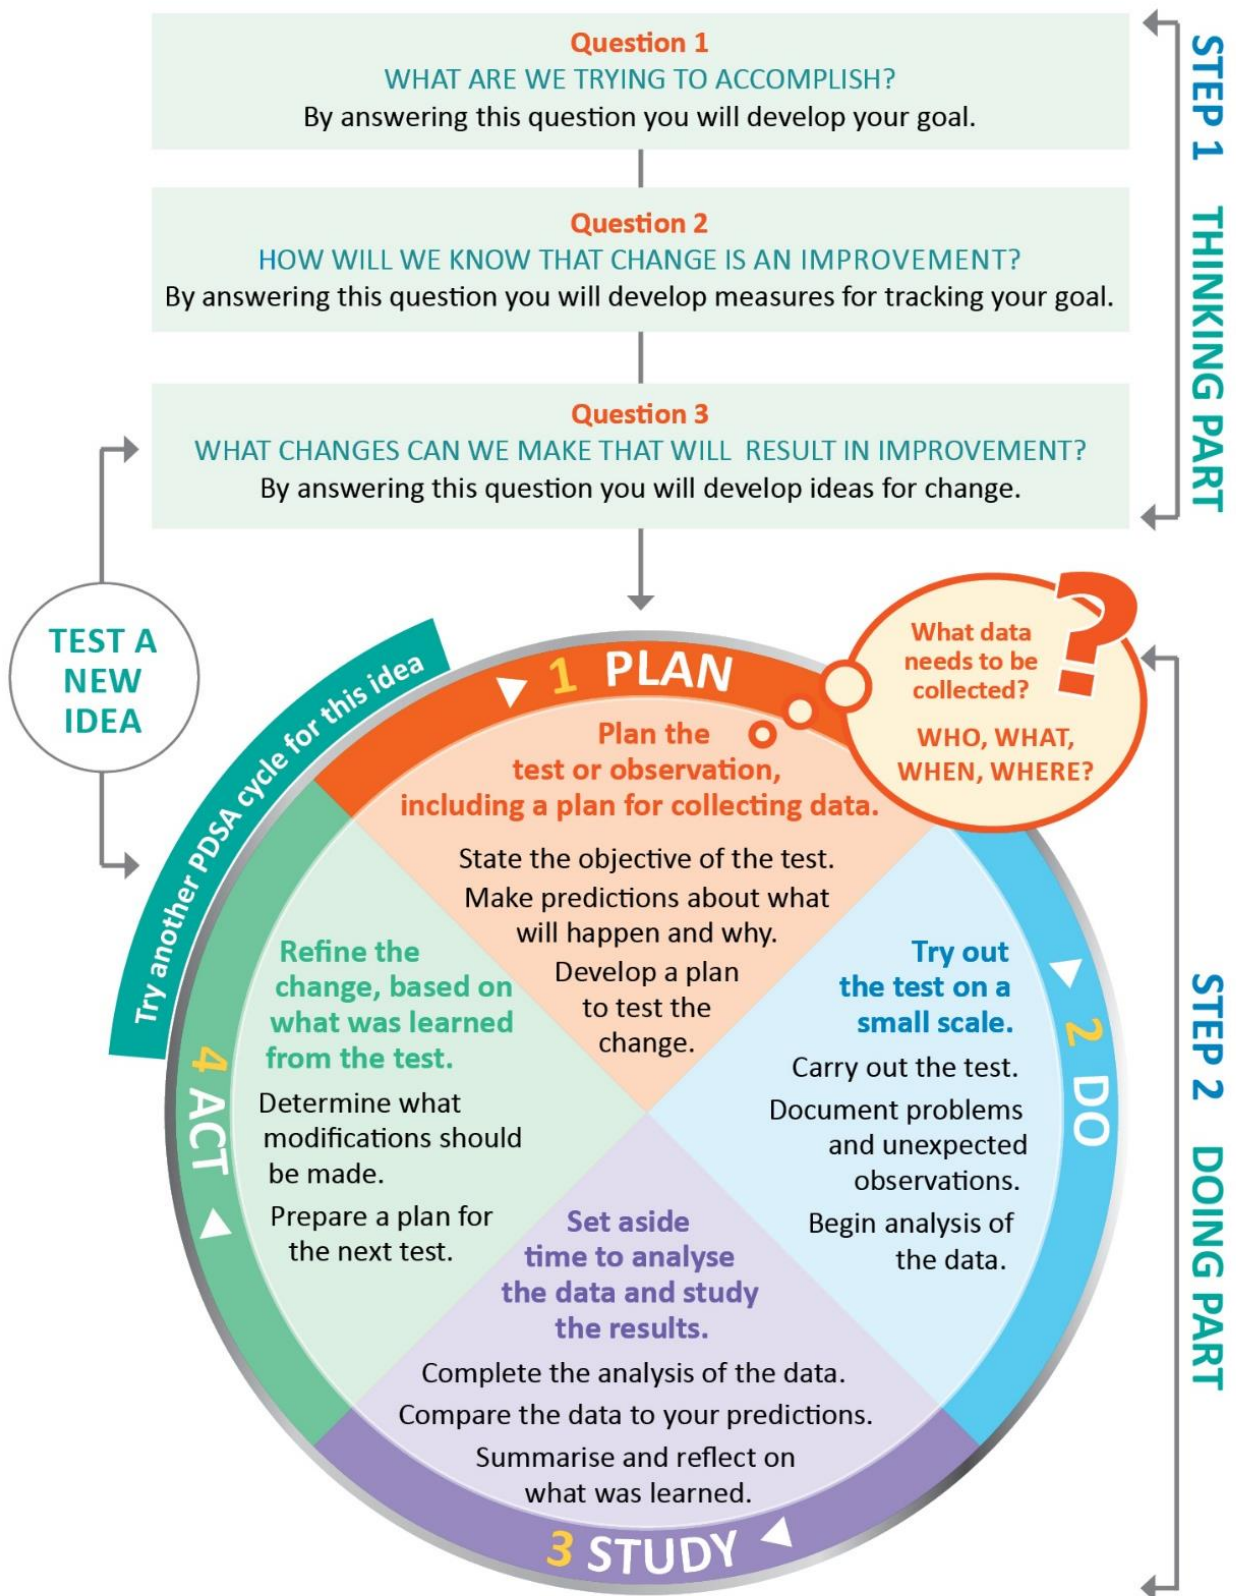 Question 1
WHAT ARE WE TRYING TO ACCOMPLISH?
By answering this question you will develop your goal.
Question 2
HOW WILL WE KNOW THAT CHANGE IS AN IMPROVEMENT?
By answering this question you will develop measures for tracking your goal.
Question 3
WHAT CHANGES CAN WE MAKE THAT WILL RESULT IN IMPROVEMENT?
By answering this question you will develop ideas for change.
STEP 1 THINKING PART
TEST A
NEW
IDEA
Try another PDSA cycle for this idea
1 PLAN
Plan the
test or observation,
including a plan for collecting data.
State the objective of the test.
Make predictions about what
will happen and why.
Develop a plan
to test the
change.
?
What data
needs to be
collected?
WHO, WHAT,
WHEN, WHERE?
2 DO
Try out
the test on a
small scale.
Carry out the test.
Document problems
and unexpected
observations.
Begin analysis of
the data.
3 STUDY
Set aside
time to analyse
the data and study
the results.
Complete the analysis of the data.
Compare the data to your predictions.
Summarise and reflect on
what was learned.
4 ACT
Refine the
change, based on
what was learned
from the test.
Determine what
modifications should
be made.
Prepare a plan for
the next test.
STEP 2 DOING PART